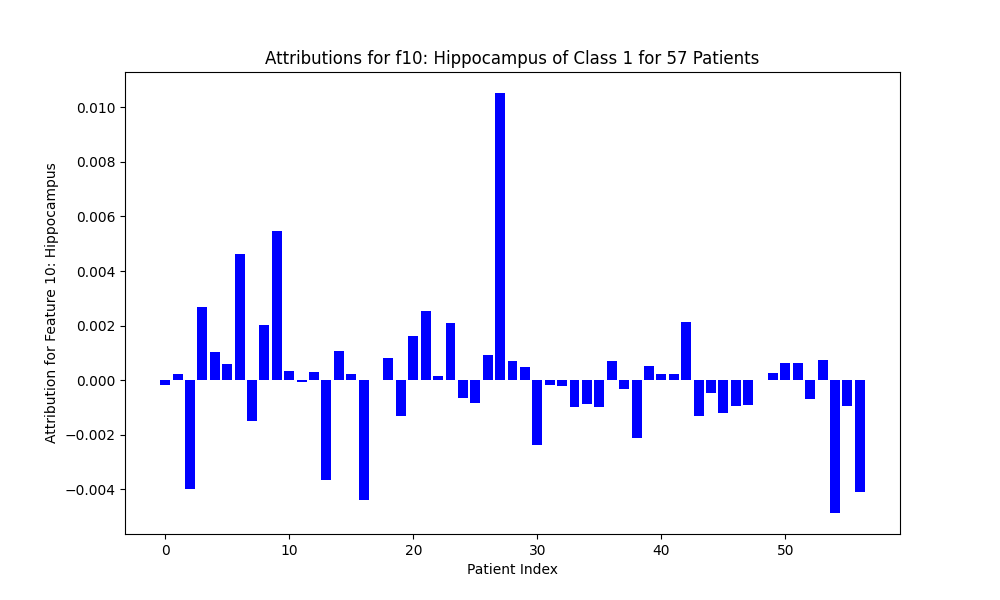 Attributions for f10: Hippocampus of Class 1 for 57 Patients
Attribution for Feature 10: Hippocampus
0.010
0.008
0.006
0.004
0.002
0.000
−0.002
−0.004
0 10 20 30 40 50
Patient Index